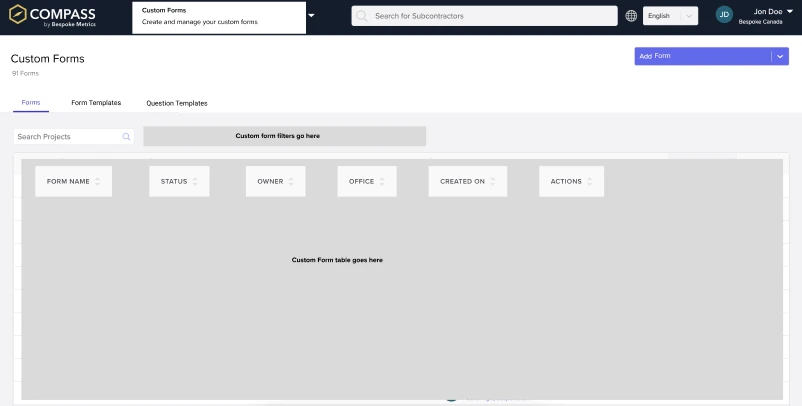 COMPASS
by Bespoke Metrics
Custom Forms
Create and manage your custom forms
Search for Subcontractors
English
JD
Jon Doe
Bespoke Canada
Custom Forms
91 Forms
Add Form
Forms
Form Templates
Question Templates
Search Projects
Custom form filters go here
FORM NAME
STATUS
OWNER
OFFICE
CREATED ON
ACTIONS
Custom Form table goes here